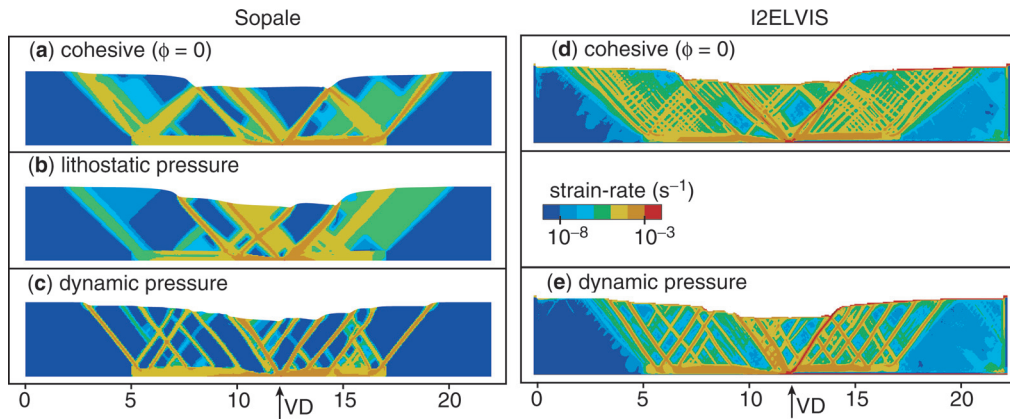 Sopale
(a) cohesive (ϕ = 0)
(b) lithostatic pressure
(c) dynamic pressure
0 5 10 15 20
VD
I2ELVIS
(d) cohesive (ϕ = 0)
strain-rate (s⁻¹)
10⁻⁸ 10⁻³
(e) dynamic pressure
0 5 10 15 20
VD